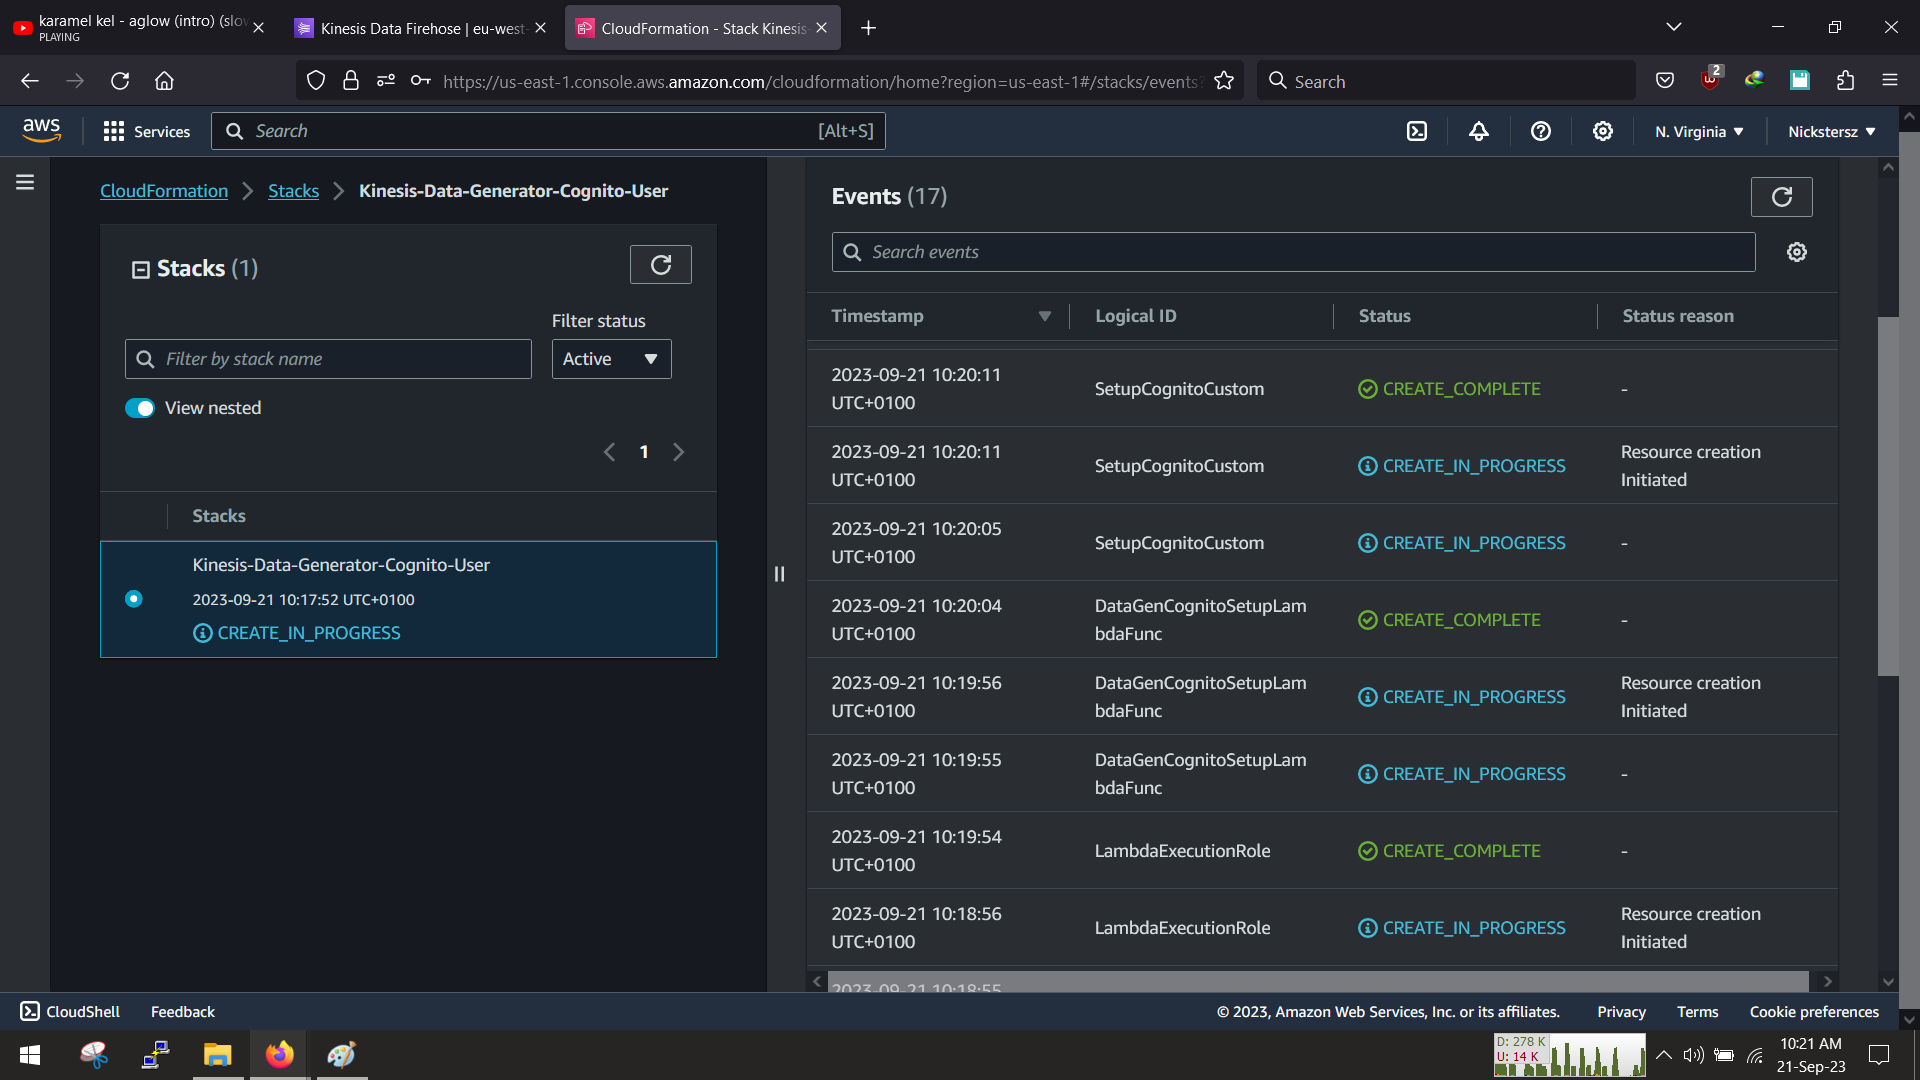 karamel kel - aglow (intro) (slow
PLAYING
Kinesis Data Firehose | eu-west-
CloudFormation - Stack Kinesis-
https://us-east-1.console.aws.amazon.com/cloudformation/home?region=us-east-1#/stacks/events?
Search
2
aws
Services
Search
[Alt+S]
N. Virginia
Nickstersz
CloudFormation
Stacks
Kinesis-Data-Generator-Cognito-User
Stacks (1)
Filter status
Filter by stack name
Active
View nested
1
Stacks
Kinesis-Data-Generator-Cognito-User
2023-09-21 10:17:52 UTC+0100
CREATE_IN_PROGRESS
Events (17)
Search events
Timestamp Logical ID Status Status reason
2023-09-21 10:20:11
UTC+0100
SetupCognitoCustom
CREATE_COMPLETE
-
2023-09-21 10:20:11
UTC+0100
SetupCognitoCustom
CREATE_IN_PROGRESS
Resource creation
Initiated
2023-09-21 10:20:05
UTC+0100
SetupCognitoCustom
CREATE_IN_PROGRESS
-
2023-09-21 10:20:04
UTC+0100
DataGenCognitoSetupLam
bdaFunc
CREATE_COMPLETE
-
2023-09-21 10:19:56
UTC+0100
DataGenCognitoSetupLam
bdaFunc
CREATE_IN_PROGRESS
Resource creation
Initiated
2023-09-21 10:19:55
UTC+0100
DataGenCognitoSetupLam
bdaFunc
CREATE_IN_PROGRESS
-
2023-09-21 10:19:54
UTC+0100
LambdaExecutionRole
CREATE_COMPLETE
-
2023-09-21 10:18:56
UTC+0100
LambdaExecutionRole
CREATE_IN_PROGRESS
Resource creation
Initiated
2023-09-21 10:18:55
CloudShell
Feedback
© 2023, Amazon Web Services, Inc. or its affiliates.
Privacy
Terms
Cookie preferences
D: 278 K
U: 14 K
10:21 AM
21-Sep-23